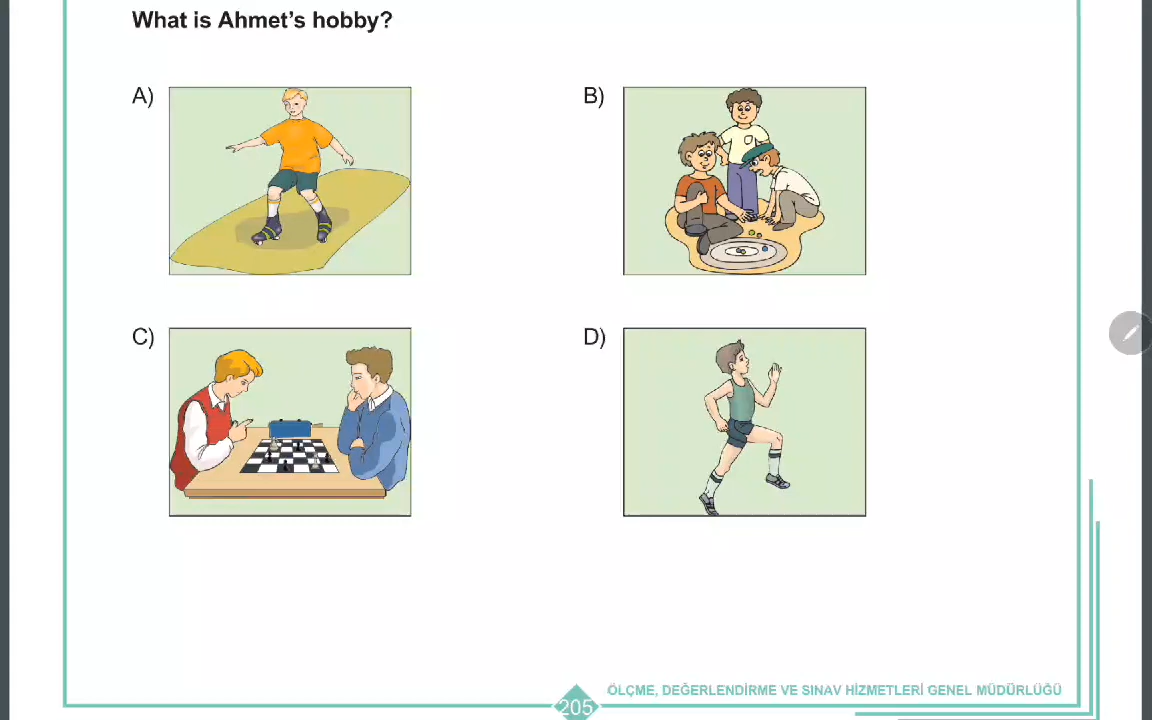 What is Ahmet’s hobby?
A)
B)
C)
D)
ÖLÇME, DEĞERLENDİRME VE SINAV HİZMETLERİ GENEL MÜDÜRLÜĞÜ
205